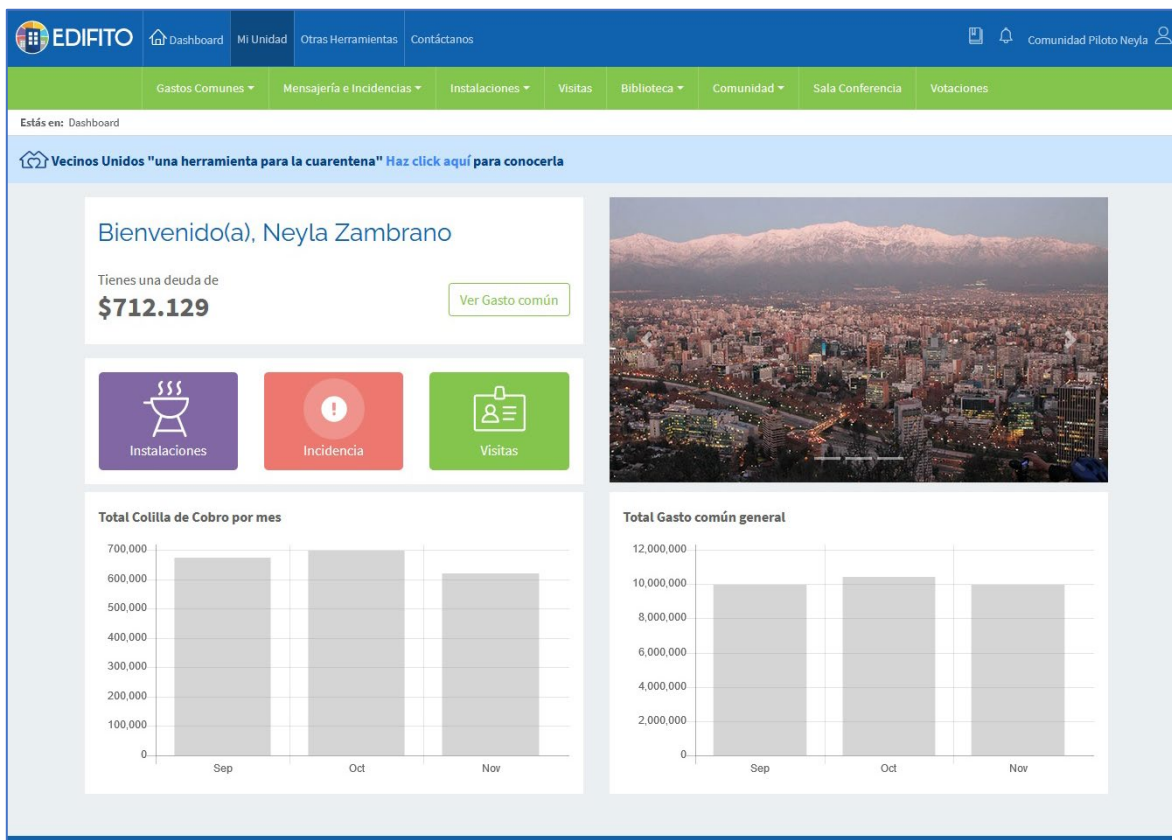 EDIFITO Dashboard Mi Unidad Otras Herramientas Contáctanos Comunidad Piloto Neyla
Gastos Comunes Mensajería e Incidencias Instalaciones Visitas Biblioteca Comunidad Sala Conferencia Votaciones
Estás en: Dashboard
Vecinos Unidos "una herramienta para la cuarentena" Haz click aquí para conocerla
Bienvenido(a), Neyla Zambrano
Tienes una deuda de
$712.129
Ver Gasto común
Instalaciones Incidencia Visitas
Total Colilla de Cobro por mes
700,000
600,000
500,000
400,000
300,000
200,000
100,000
0
Sep Oct Nov
Total Gasto común general
12,000,000
10,000,000
8,000,000
6,000,000
4,000,000
2,000,000
0
Sep Oct Nov